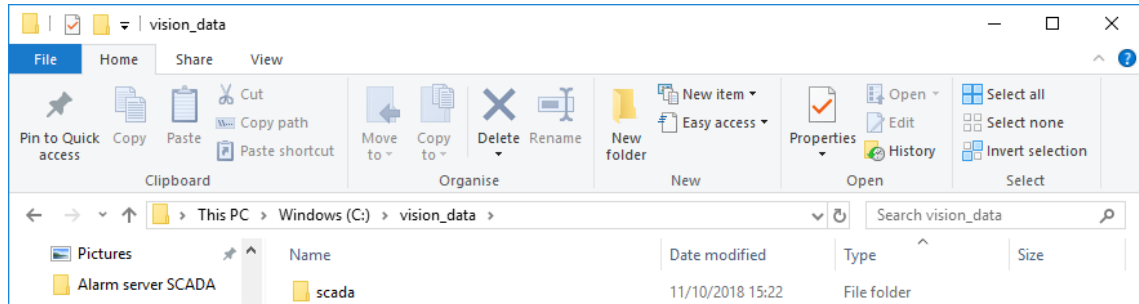 vision_data
File Home Share View
Pin to Quick access
Copy
Paste
Cut
Copy path
Paste shortcut
Clipboard
Move to
Copy to
Delete
Rename
Organise
New folder
New item
Easy access
New
Properties
Open
Edit
History
Open
Select all
Select none
Invert selection
Select
This PC > Windows (C:) > vision_data >
Search vision_data
Pictures
Alarm server SCADA
Name Date modified Type Size
scada 11/10/2018 15:22 File folder